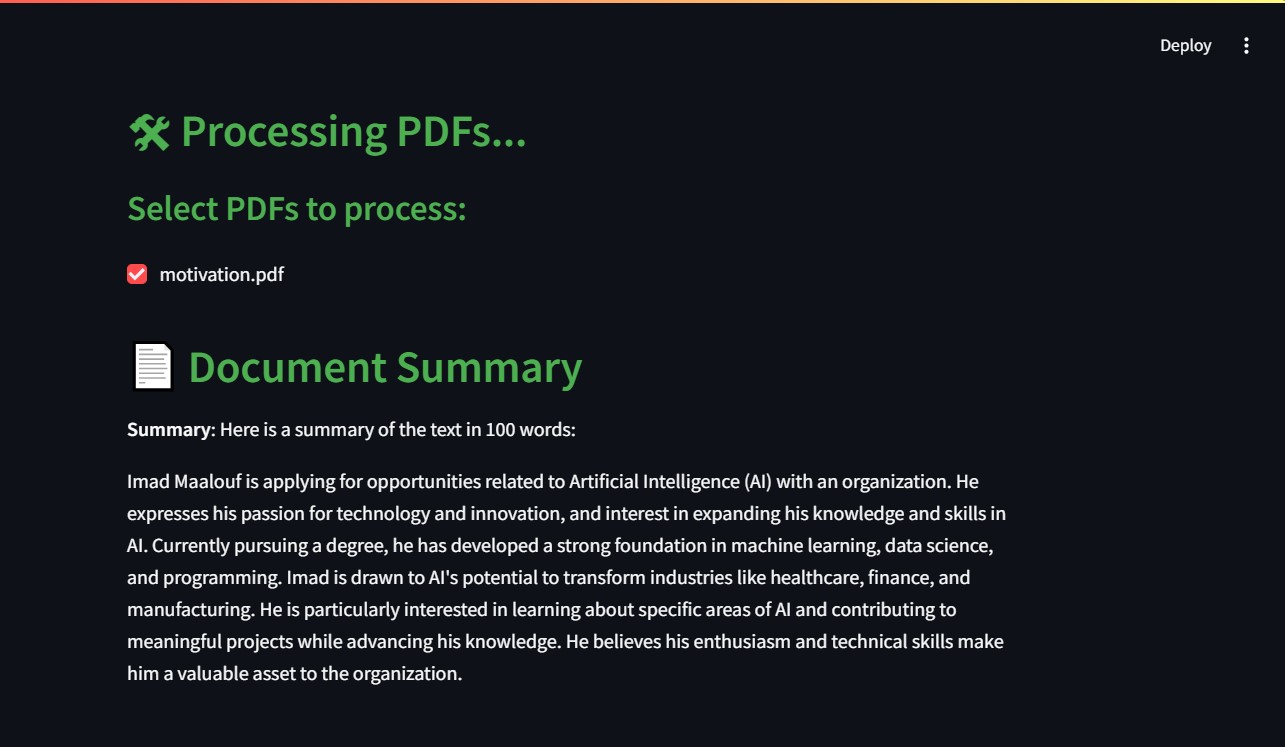 Deploy
🛠 Processing PDFs...
Select PDFs to process:
motivation.pdf
📄 Document Summary
Summary: Here is a summary of the text in 100 words:
Imad Maalouf is applying for opportunities related to Artificial Intelligence (AI) with an organization. He
expresses his passion for technology and innovation, and interest in expanding his knowledge and skills in
AI. Currently pursuing a degree, he has developed a strong foundation in machine learning, data science,
and programming. Imad is drawn to AI's potential to transform industries like healthcare, finance, and
manufacturing. He is particularly interested in learning about specific areas of AI and contributing to
meaningful projects while advancing his knowledge. He believes his enthusiasm and technical skills make
him a valuable asset to the organization.